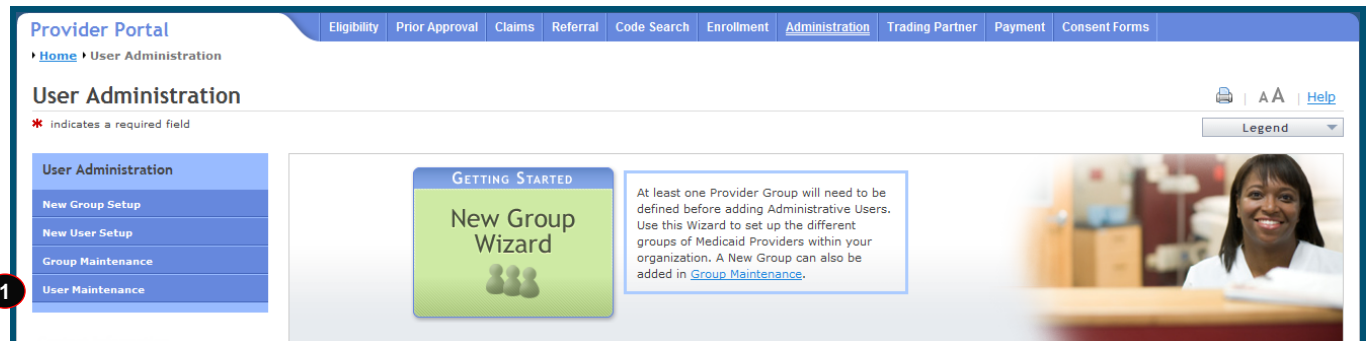 Provider Portal
Eligibility Prior Approval Claims Referral Code Search Enrollment Administration Trading Partner Payment Consent Forms
Home User Administration
User Administration
A A Help
* indicates a required field
Legend
User Administration
New Group Setup
New User Setup
Group Maintenance
1 User Maintenance
GETTING STARTED
New Group
Wizard
At least one Provider Group will need to be
defined before adding Administrative Users.
Use this Wizard to set up the different
groups of Medicaid Providers within your
organization. A New Group can also be
added in Group Maintenance.